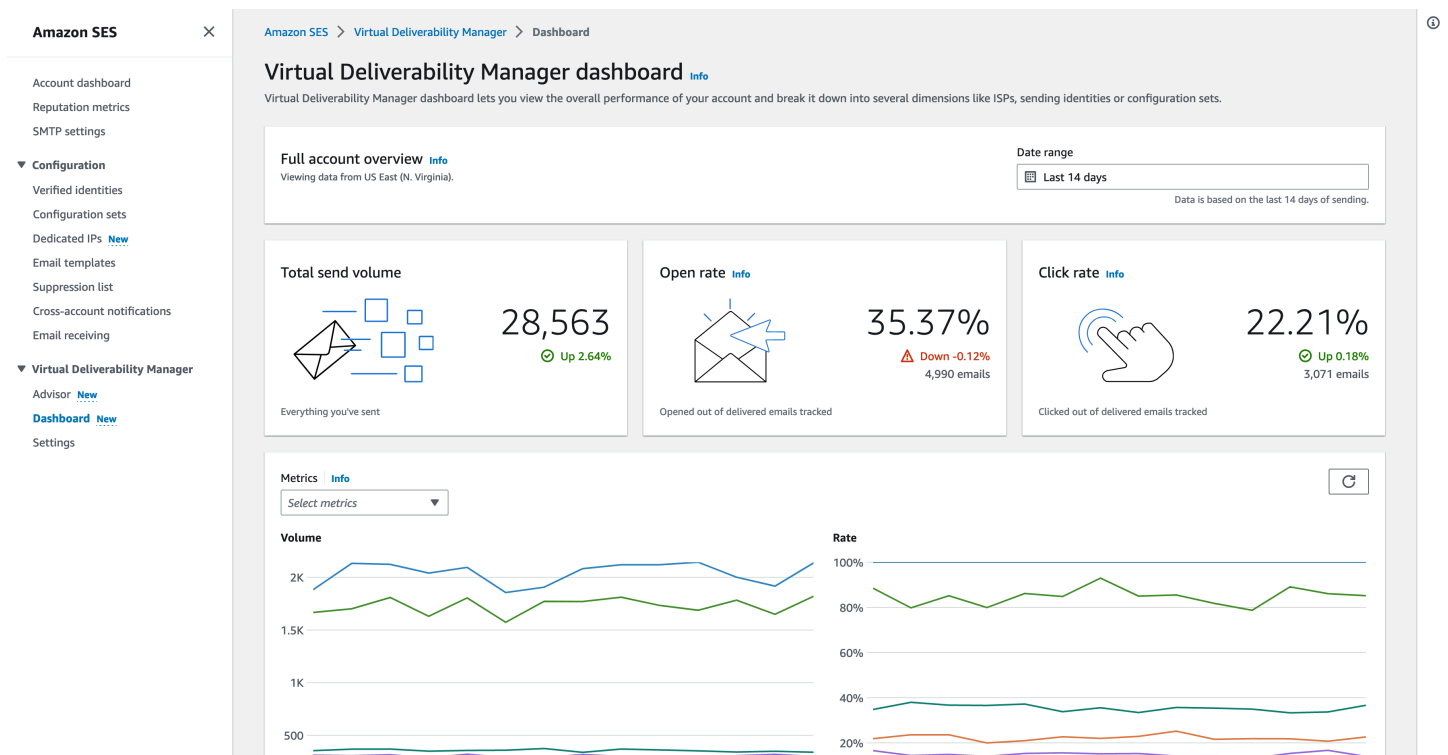 Amazon SES
Account dashboard
Reputation metrics
SMTP settings
Configuration
Verified identities
Configuration sets
Dedicated IPs New
Email templates
Suppression list
Cross-account notifications
Email receiving
Virtual Deliverability Manager
Advisor New
Dashboard New
Settings
Amazon SES > Virtual Deliverability Manager > Dashboard
Virtual Deliverability Manager dashboard Info
Virtual Deliverability Manager dashboard lets you view the overall performance of your account and break it down into several dimensions like ISPs, sending identities or configuration sets.
Full account overview Info
Viewing data from US East (N. Virginia).
Date range
Last 14 days
Data is based on the last 14 days of sending.
Total send volume
28,563
Up 2.64%
Everything you've sent
Open rate Info
35.37%
Down -0.12%
4,990 emails
Opened out of delivered emails tracked
Click rate Info
22.21%
Up 0.18%
3,071 emails
Clicked out of delivered emails tracked
Metrics Info
Select metrics
Volume
2K
1.5K
1K
500
Rate
100%
80%
60%
40%
20%